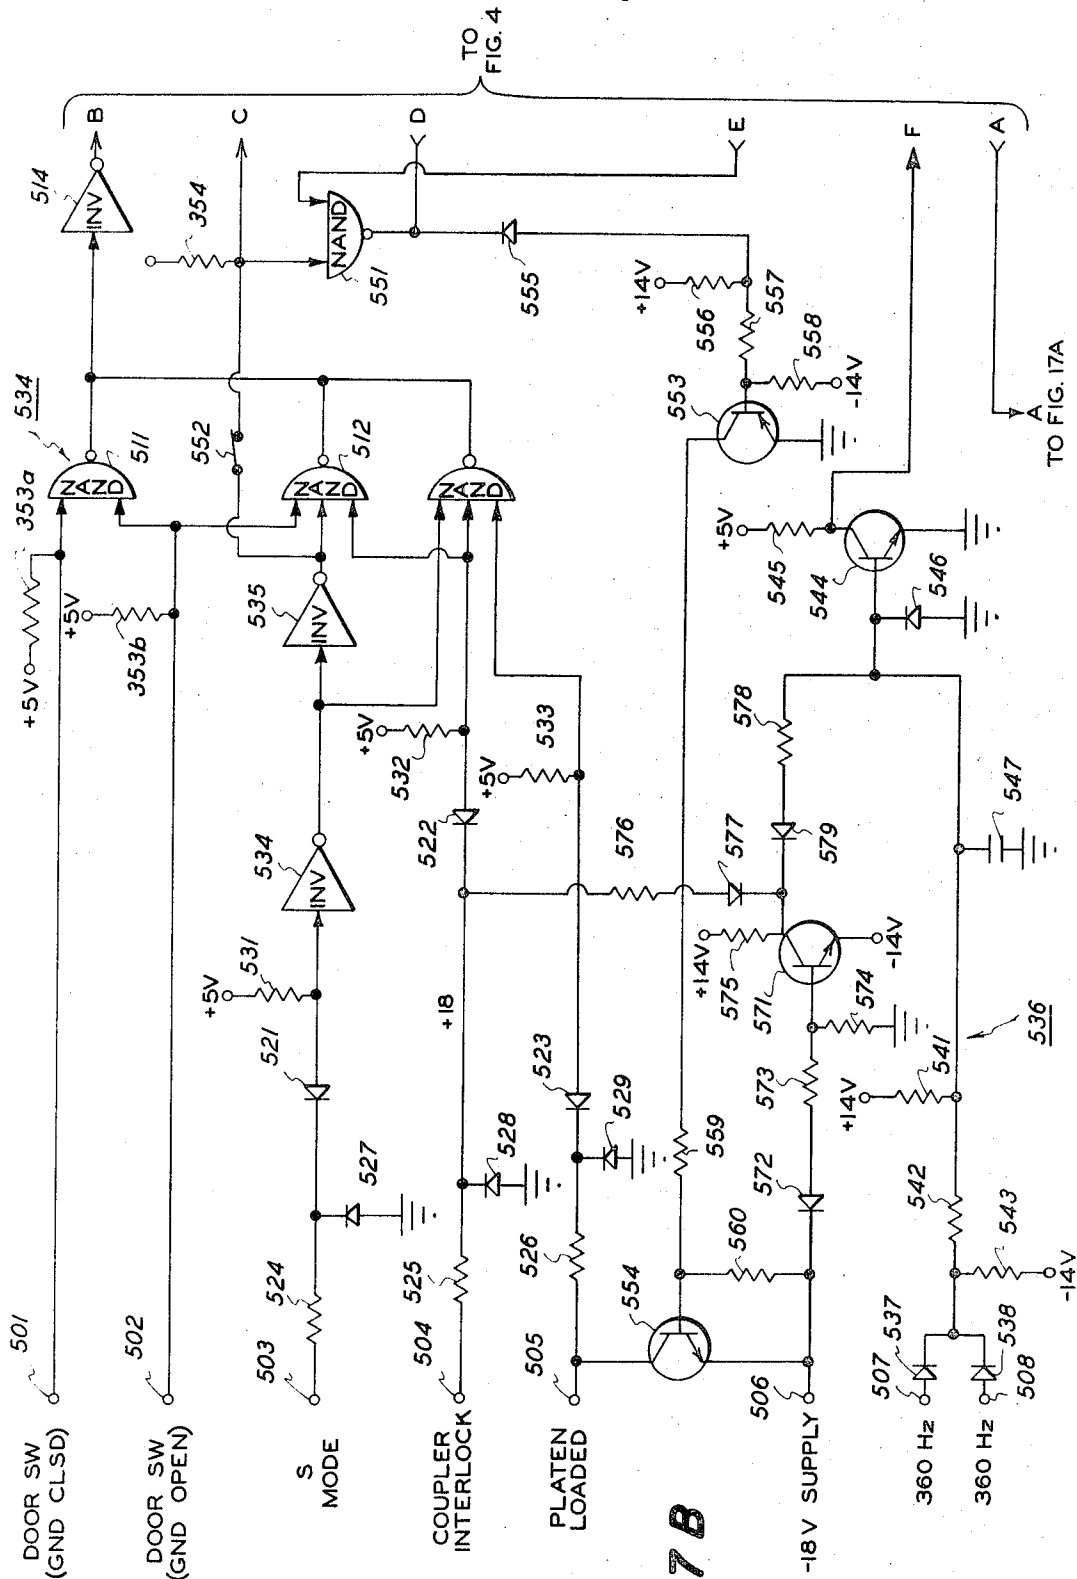 TO
FIG. 4
B
C
D
E
F
A
514
INV
354
NAND
551
555
+14V
556
557
558
-14V
553
A
TO FIG. 17A
534
353a
+5V
+5V
353b
NAND
511
552
NAND
512
NAND
535
INV
+5V
532
+5V
533
522
534
INV
+5V
531
521
527
524
576
577
578
579
+5V
545
544
546
547
+14V
575
571
-14V
574
573
572
+18
523
529
528
525
526
559
560
554
536
541
+14V
542
543
-14V
537
538
501
DOOR SW
(GND CLSD)
502
DOOR SW
(GND OPEN)
503
S
MODE
504
COUPLER
INTERLOCK
505
PLATEN
LOADED
506
-18V SUPPLY
507
360 Hz
508
360 Hz
7B